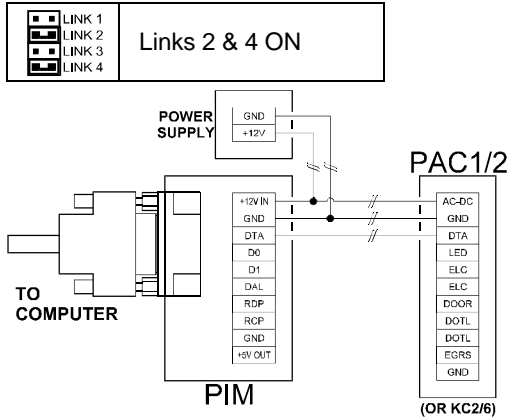 LINK 1
LINK 2
LINK 3
LINK 4
Links 2 & 4 ON
POWER
SUPPLY
GND
+12V
PAC1/2
+12V IN
GND
DTA
D0
D1
DAL
RDP
RCP
GND
+5V OUT
AC-DC
GND
DTA
LED
ELC
ELC
DOOR
DOTL
DOTL
EGRS
GND
TO
COMPUTER
PIM
(OR KC2/6)